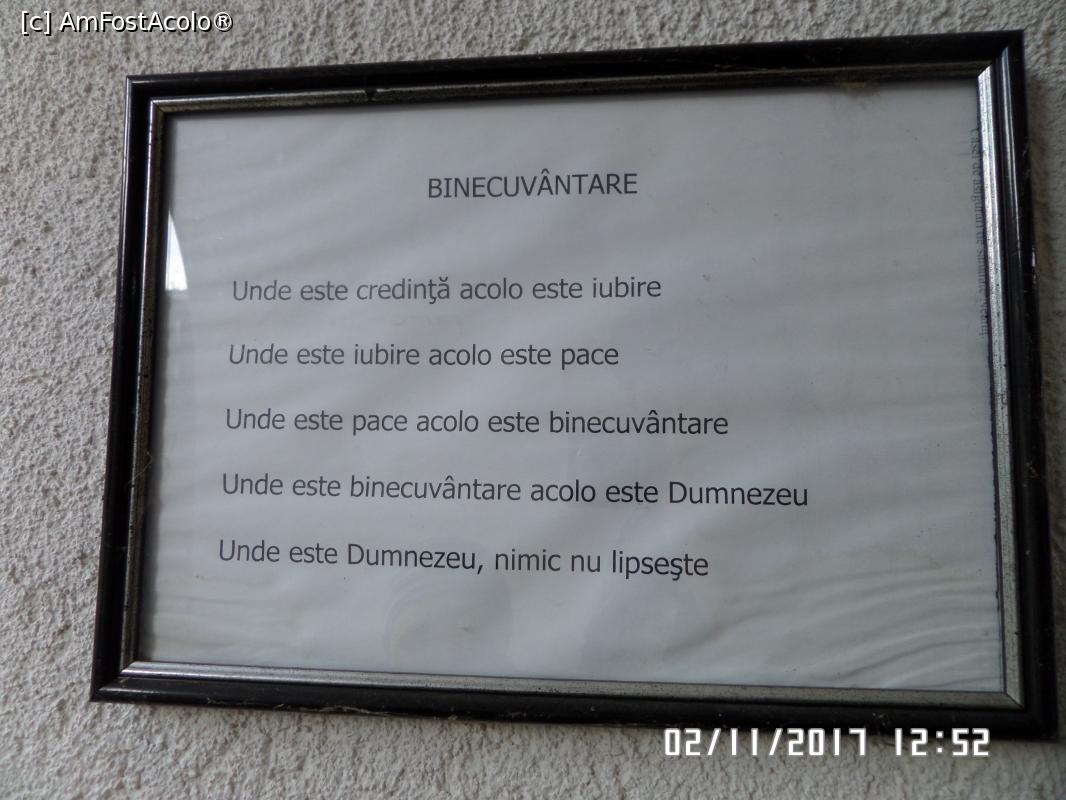 [c] AmFostAcolo®
BINECUVÂNTARE
Unde este credinţă acolo este iubire
Unde este iubire acolo este pace
Unde este pace acolo este binecuvântare
Unde este binecuvântare acolo este Dumnezeu
Unde este Dumnezeu, nimic nu lipseşte
02/11/2017 12:52